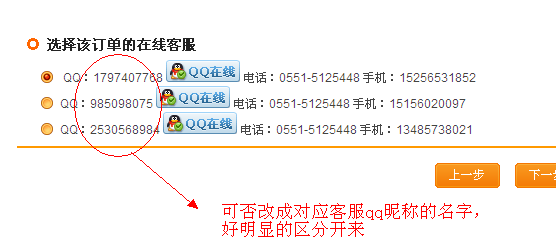 选择该订单的在线客服
QQ：1797407768 QQ在线 电话：0551-5125448 手机：15256531852
QQ：985098075 QQ在线 电话：0551-5125448 手机：15156020097
QQ：2530568984 QQ在线 电话：0551-5125448 手机：13485738021
上一步 下一步
可否改成对应客服qq昵称的名字，
好明显的区分开来